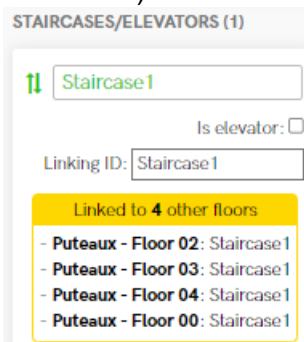 STAIRCASES/ELEVATORS (1)
Staircase1
Is elevator:
Linking ID: Staircase1
Linked to 4 other floors
- Puteaux - Floor 02: Staircase1
- Puteaux - Floor 03: Staircase1
- Puteaux - Floor 04: Staircase1
- Puteaux - Floor 00: Staircase1